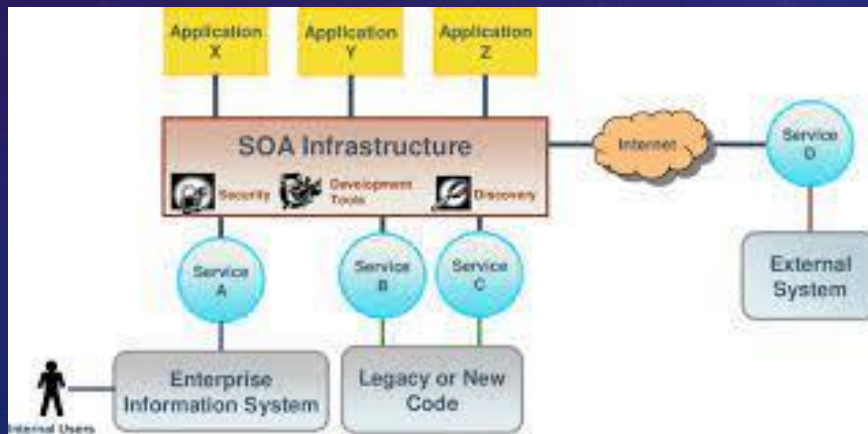 Application
X
Application
Y
Application
Z
SOA Infrastructure
Security
Development
Tools
Discovery
Internet
Service
D
Service
A
Service
B
Service
C
External
System
Enterprise
Information System
Legacy or New
Code
Internal Users